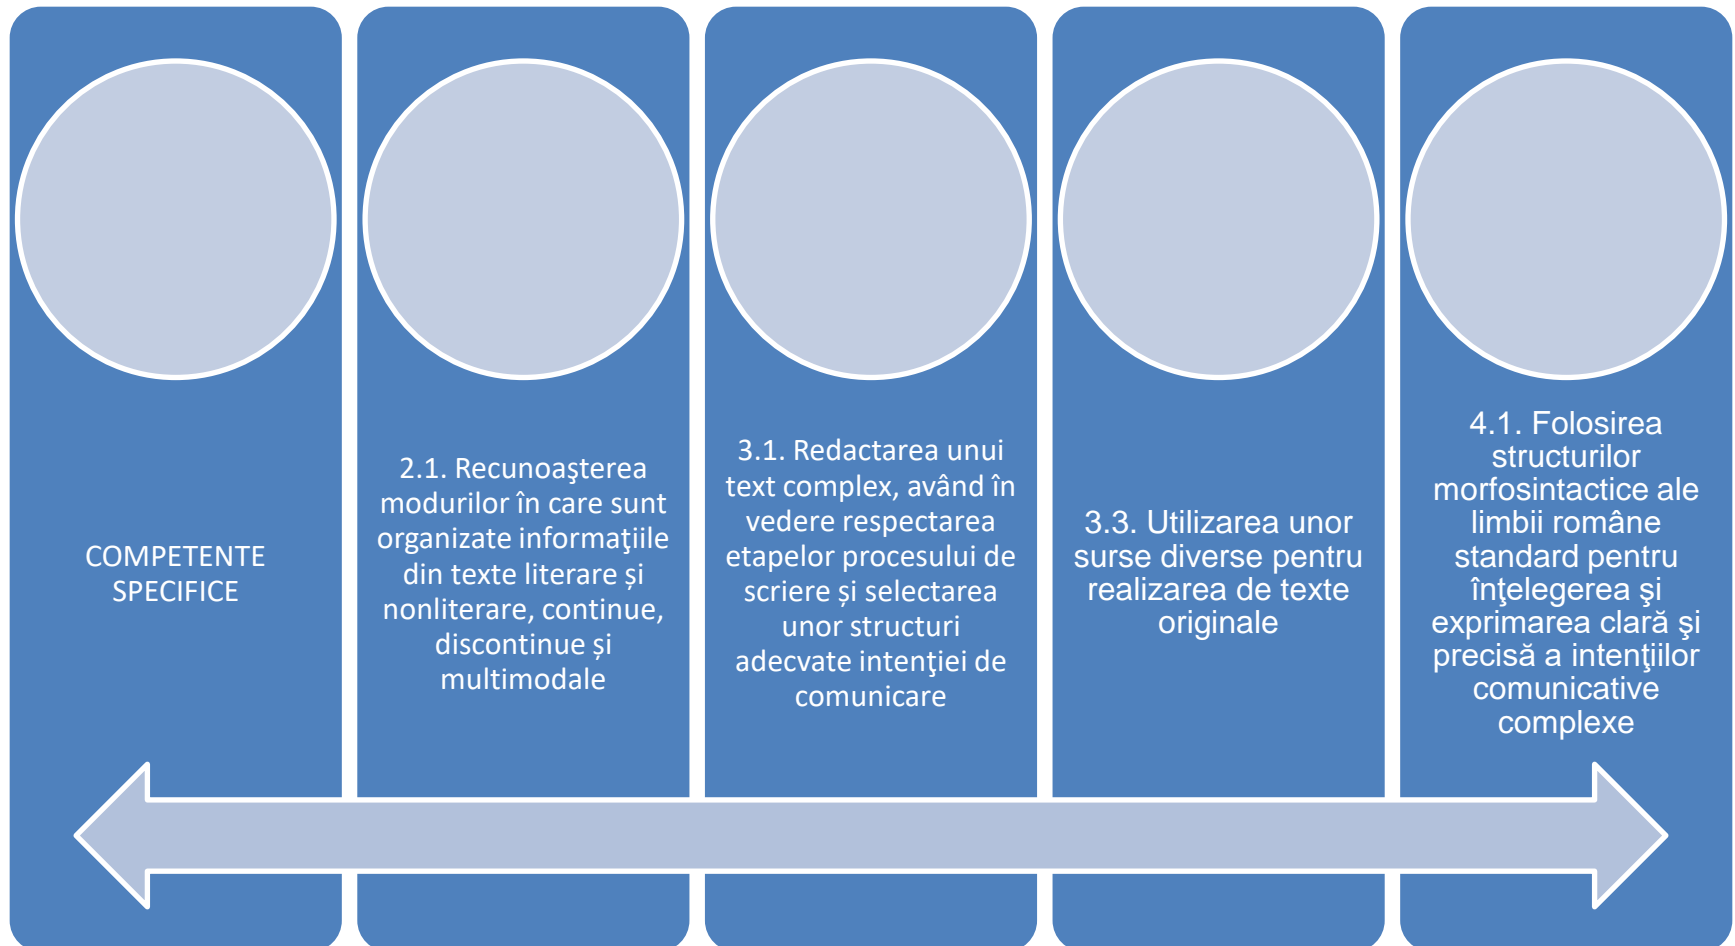 COMPETENTE
SPECIFICE
2.1. Recunoaşterea
modurilor în care sunt
organizate informaţiile
din texte literare și
nonliterare, continue,
discontinue și
multimodale
3.1. Redactarea unui
text complex, având în
vedere respectarea
etapelor procesului de
scriere și selectarea
unor structuri
adecvate intenţiei de
comunicare
3.3. Utilizarea unor
surse diverse pentru
realizarea de texte
originale
4.1. Folosirea
structurilor
morfosintactice ale
limbii române
standard pentru
înţelegerea şi
exprimarea clară şi
precisă a intenţiilor
comunicative
complexe